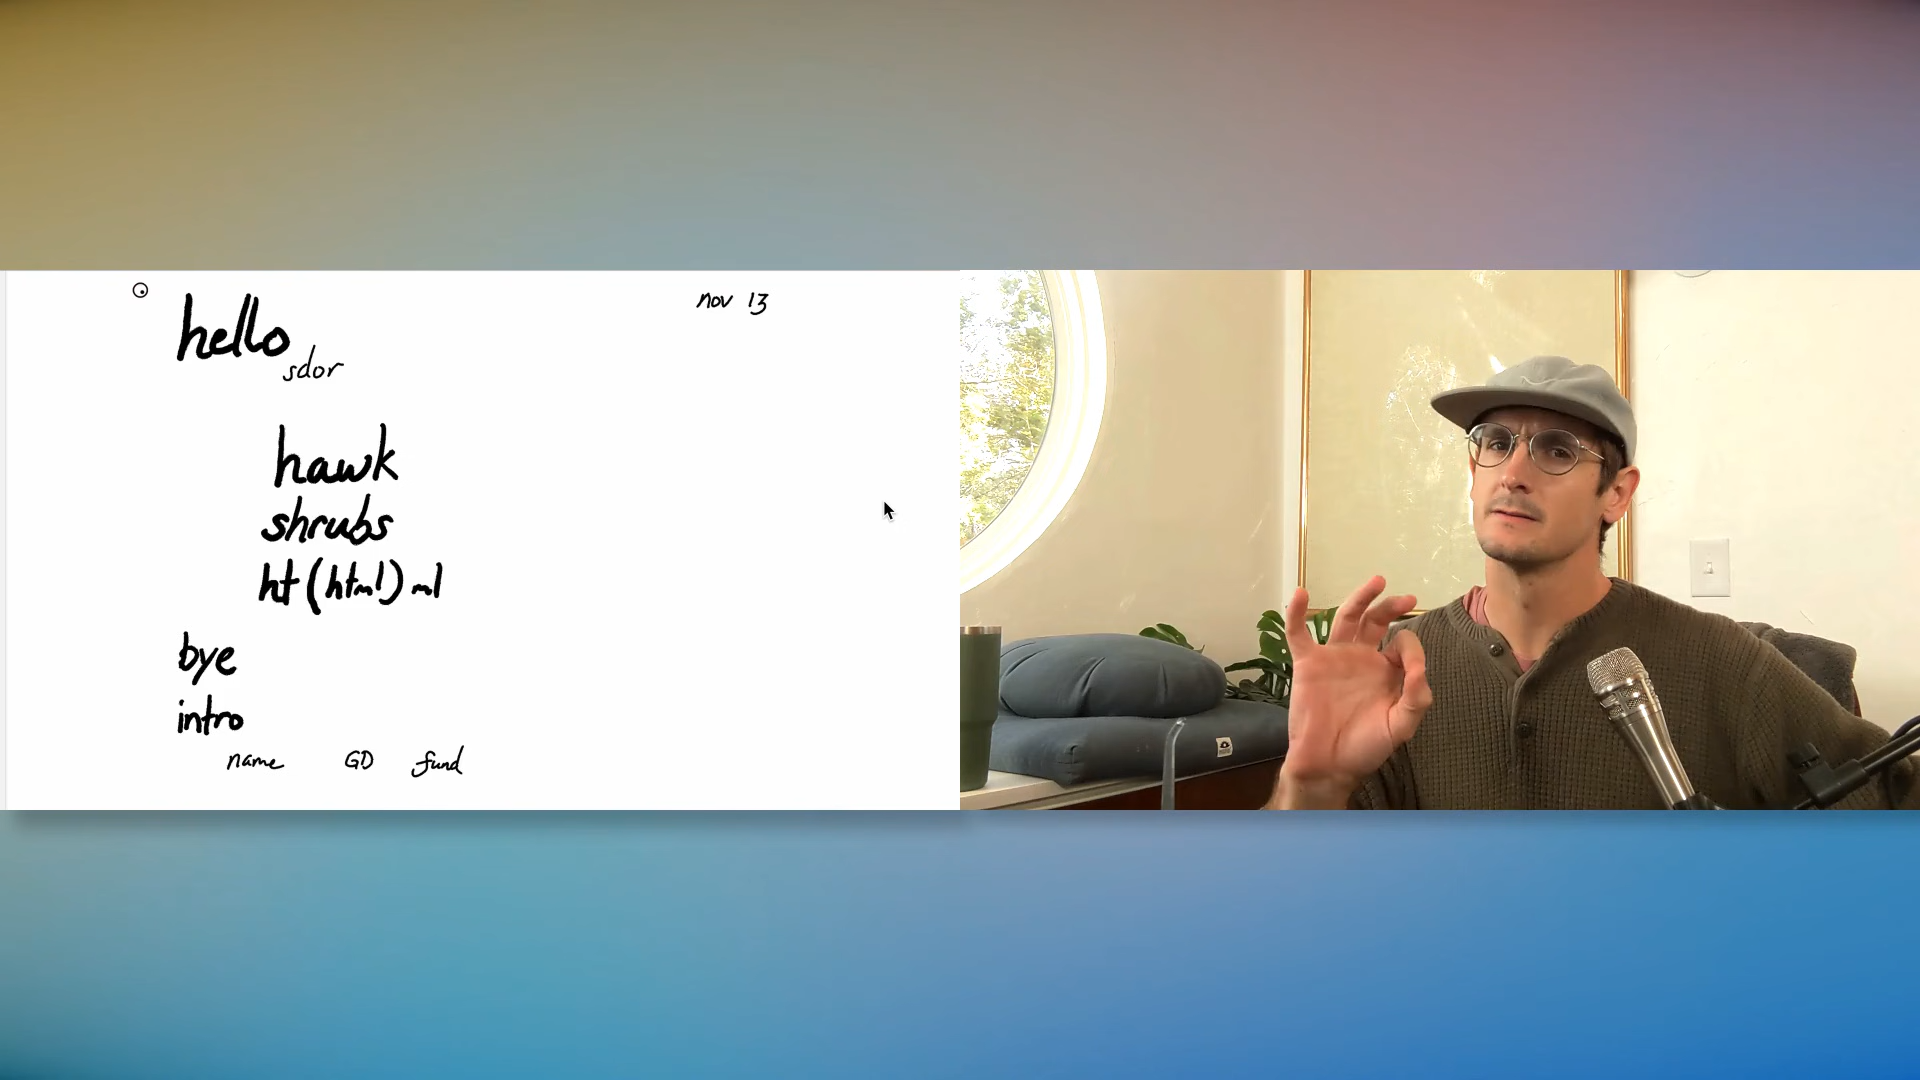 hello
nov 13
sdor
hawk
shrubs
ht (html) ml
bye
intro
name GD fund